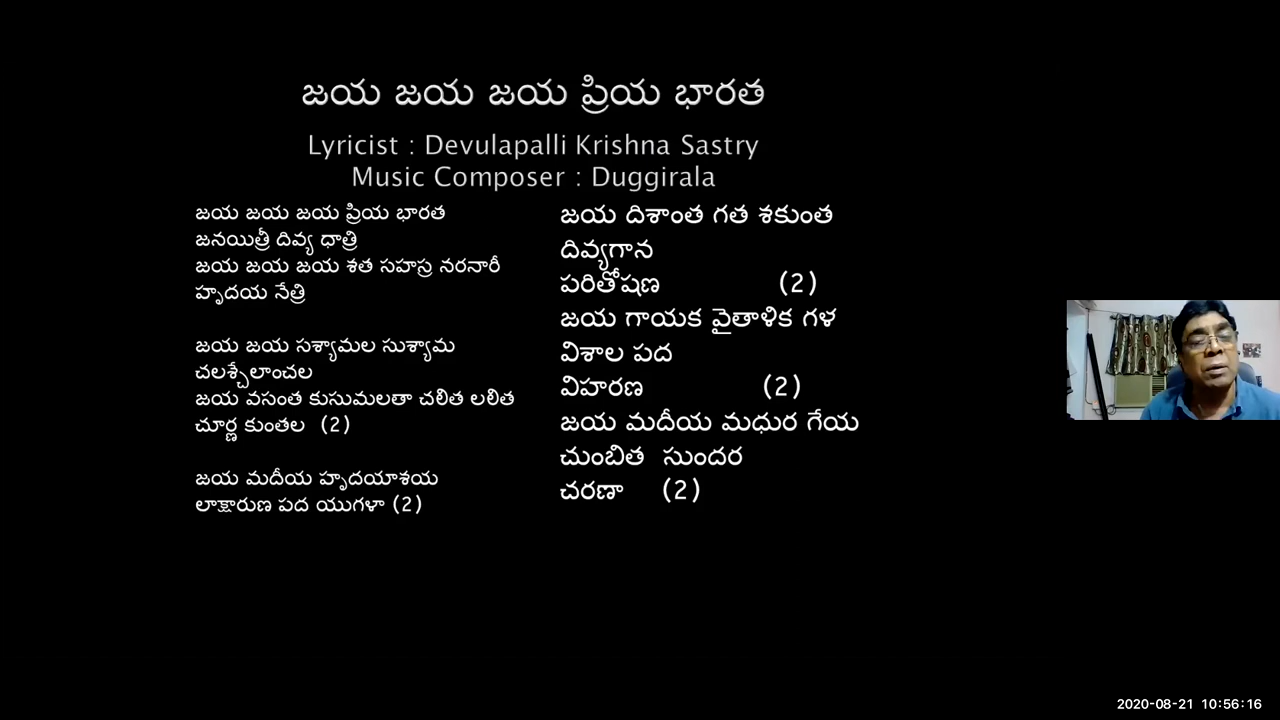 జయ జయ జయ ప్రియ భారత
Lyricist : Devulapalli Krishna Sastry
Music Composer : Duggirala
జయ జయ జయ ప్రియ భారత
జనయిత్రీ దివ్య ధాత్రి
జయ జయ జయ శత సహస్ర నరనారీ
హృదయ నేత్రి
జయ జయ సశ్యామల సుశ్యామ
చలశ్చేలాంచల
జయ వసంత కుసుమలతా చలిత లలిత
చూర్ణ కుంతల (2)
జయ మదీయ హృదయాశయ
లాక్షారుణ పద యుగళా (2)
జయ దిశాంత గత శకుంత
దివ్యగాన
పరితోషణ (2)
జయ గాయక వైతాళిక గళ
విశాల పద
విహరణ (2)
జయ మదీయ మధుర గేయ
చుంబిత సుందర
చరణా (2)
2020-08-21 10:56:16